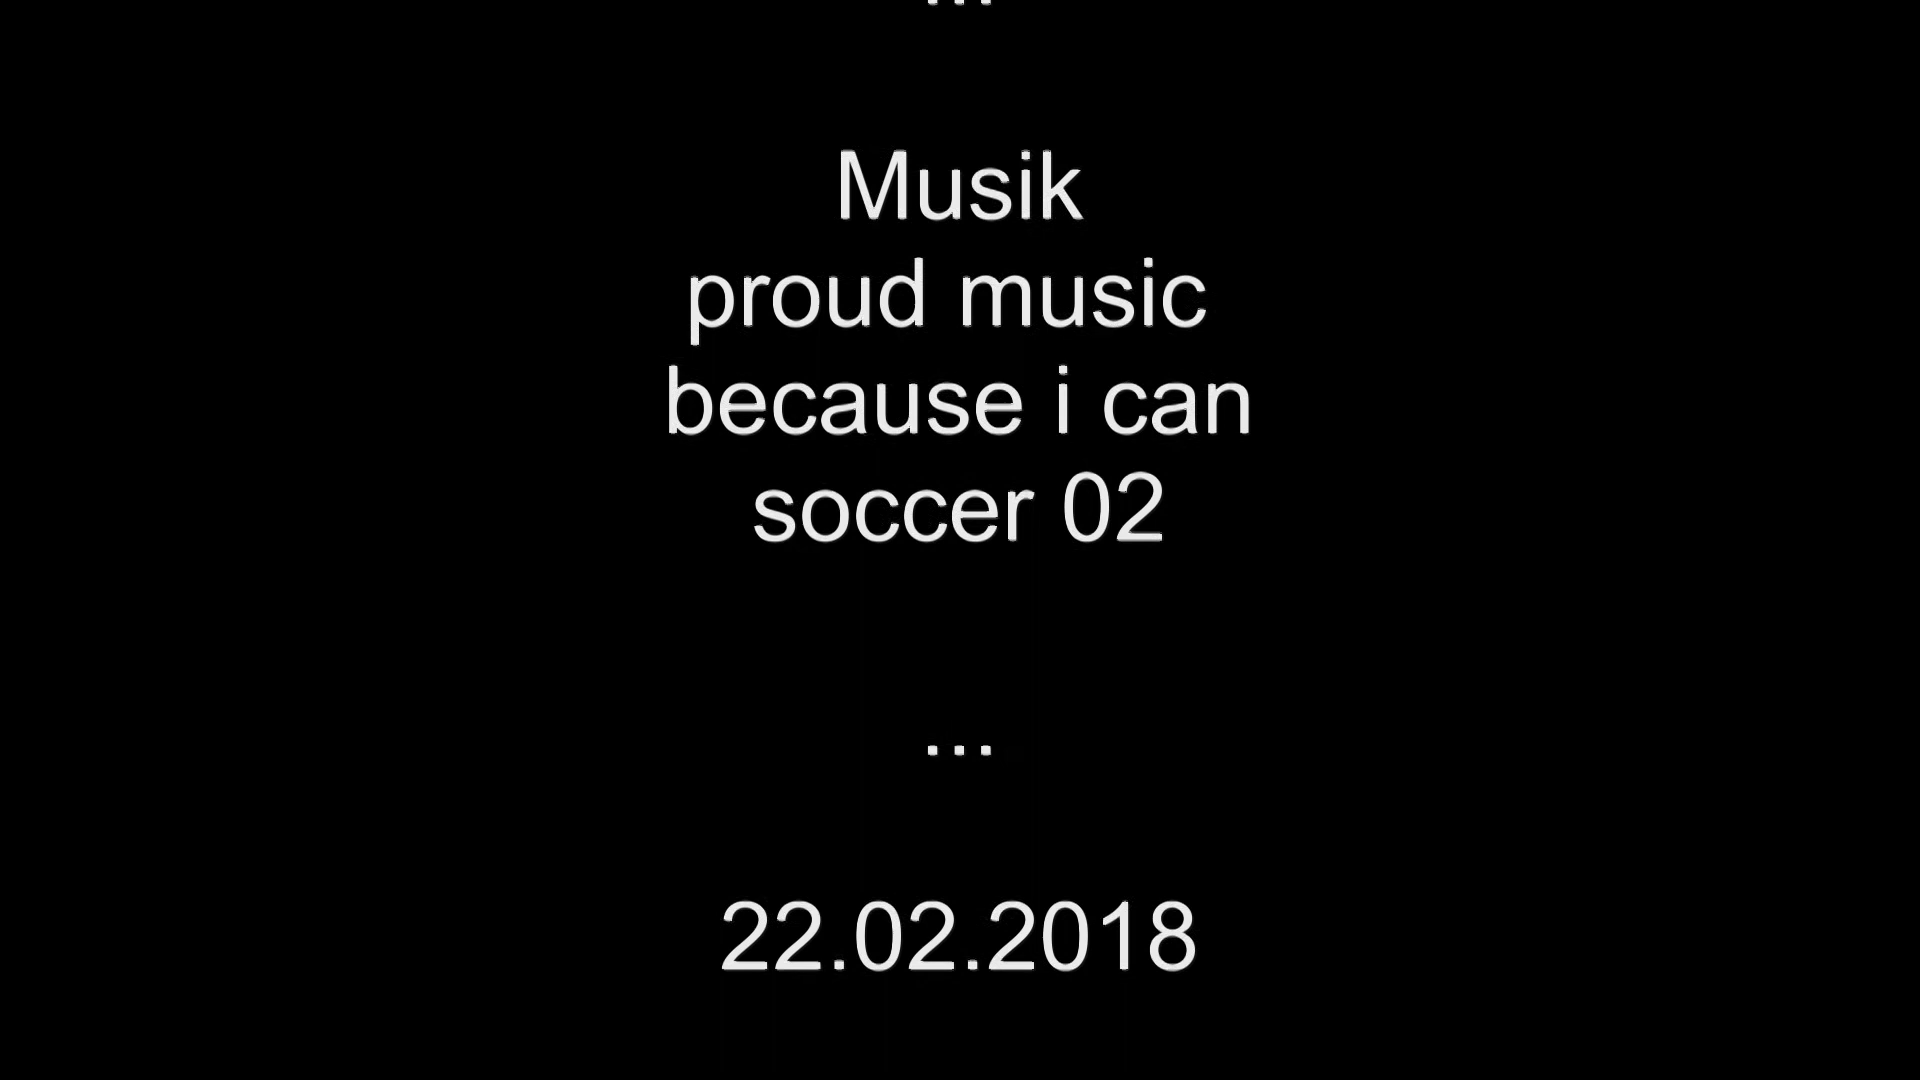 ...
Musik
proud music
because i can
soccer 02
...
22.02.2018